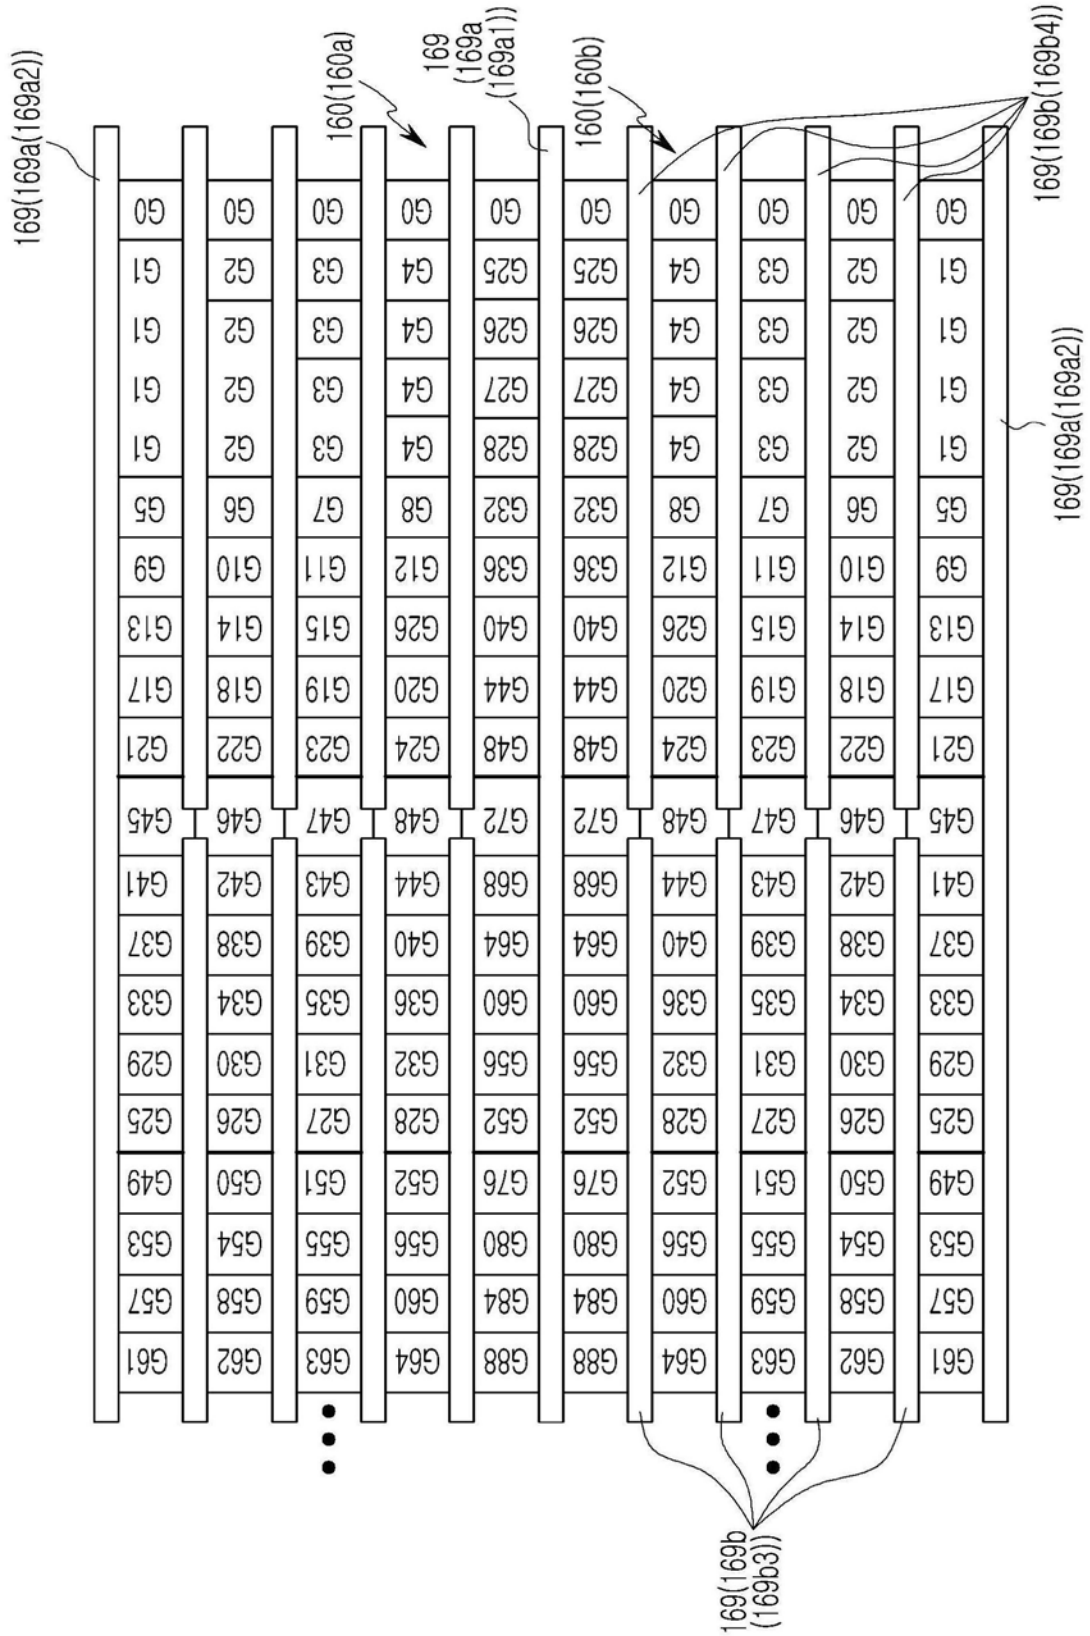 169(169a(169a2))
160(160a)
169
(169a
(169a1))
160(160b)
169(169b(169b4))
G0 G0 G0 G0 G0 G0 G0 G0 G0 G0
G1 G2 G3 G4 G25 G25 G4 G3 G2 G1
G1 G2 G3 G4 G26 G26 G4 G3 G2 G1
G1 G2 G3 G4 G27 G27 G4 G3 G2 G1
G1 G2 G3 G4 G28 G28 G4 G3 G2 G1
G5 G6 G7 G8 G32 G32 G8 G7 G6 G5
G9 G10 G11 G12 G36 G36 G12 G11 G10 G9
G13 G14 G15 G26 G40 G40 G26 G15 G14 G13
G17 G18 G19 G20 G44 G44 G20 G19 G18 G17
G21 G22 G23 G24 G48 G48 G24 G23 G22 G21
G45 G46 G47 G48 G72 G72 G48 G47 G46 G45
G41 G42 G43 G44 G68 G68 G44 G43 G42 G41
G37 G38 G39 G40 G64 G64 G40 G39 G38 G37
G33 G34 G35 G36 G60 G60 G36 G35 G34 G33
G29 G30 G31 G32 G56 G56 G32 G31 G30 G29
G25 G26 G27 G28 G52 G52 G28 G27 G26 G25
G49 G50 G51 G52 G76 G76 G52 G51 G50 G49
G53 G54 G55 G56 G80 G80 G56 G55 G54 G53
G57 G58 G59 G60 G84 G84 G60 G59 G58 G57
G61 G62 G63 G64 G88 G88 G64 G63 G62 G61
169(169a(169a2))
169(169b
(169b3))